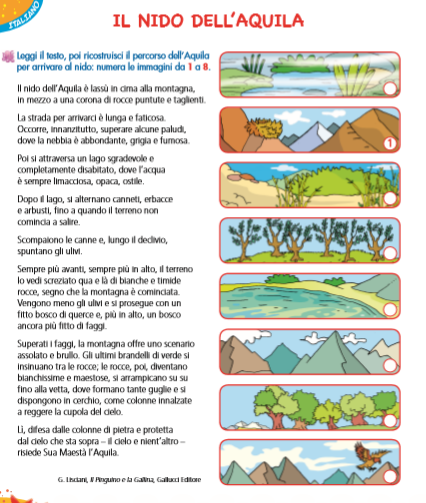 ITALIANO
IL NIDO DELL'AQUILA
Leggi il testo, poi ricostruisci il percorso dell'Aquila
per arrivare al nido: numera le immagini da 1 a 8.
Il nido dell'Aquila è lassù in cima alla montagna,
in mezzo a una corona di rocce puntute e taglienti.
La strada per arrivarci è lunga e faticosa.
Occorre, innanzitutto, superare alcune paludi,
dove la nebbia è abbondante, grigia e fumosa.
Poi si attraversa un lago sgradevole e
completamente disabitato, dove l'acqua
è sempre limacciosa, opaca, ostile.
Dopo il lago, si alternano canneti, erbacce
e arbusti, fino a quando il terreno non
comincia a salire.
Scompaiono le canne e, lungo il declivio,
spuntano gli ulivi.
Sempre più avanti, sempre più in alto, il terreno
lo vedi screziato qua e là di bianche e timide
rocce, segno che la montagna è cominciata.
Vengono meno gli ulivi e si prosegue con un
fitto bosco di querce e, più in alto, un bosco
ancora più fitto di faggi.
Superati i faggi, la montagna offre uno scenario
assolato e brullo. Gli ultimi brandelli di verde si
insinuano tra le rocce; le rocce, poi, diventano
bianchissime e maestose, si arrampicano su su
fino alla vetta, dove formano tante guglie e si
dispongono in cerchio, come colonne innalzate
a reggere la cupola del cielo.
Lì, difesa dalle colonne di pietra e protetta
dal cielo che sta sopra – il cielo e nient'altro –
risiede Sua Maestà l'Aquila.
G. Lisciani, Il Pinguino e la Gallina, Gallucci Editore
1